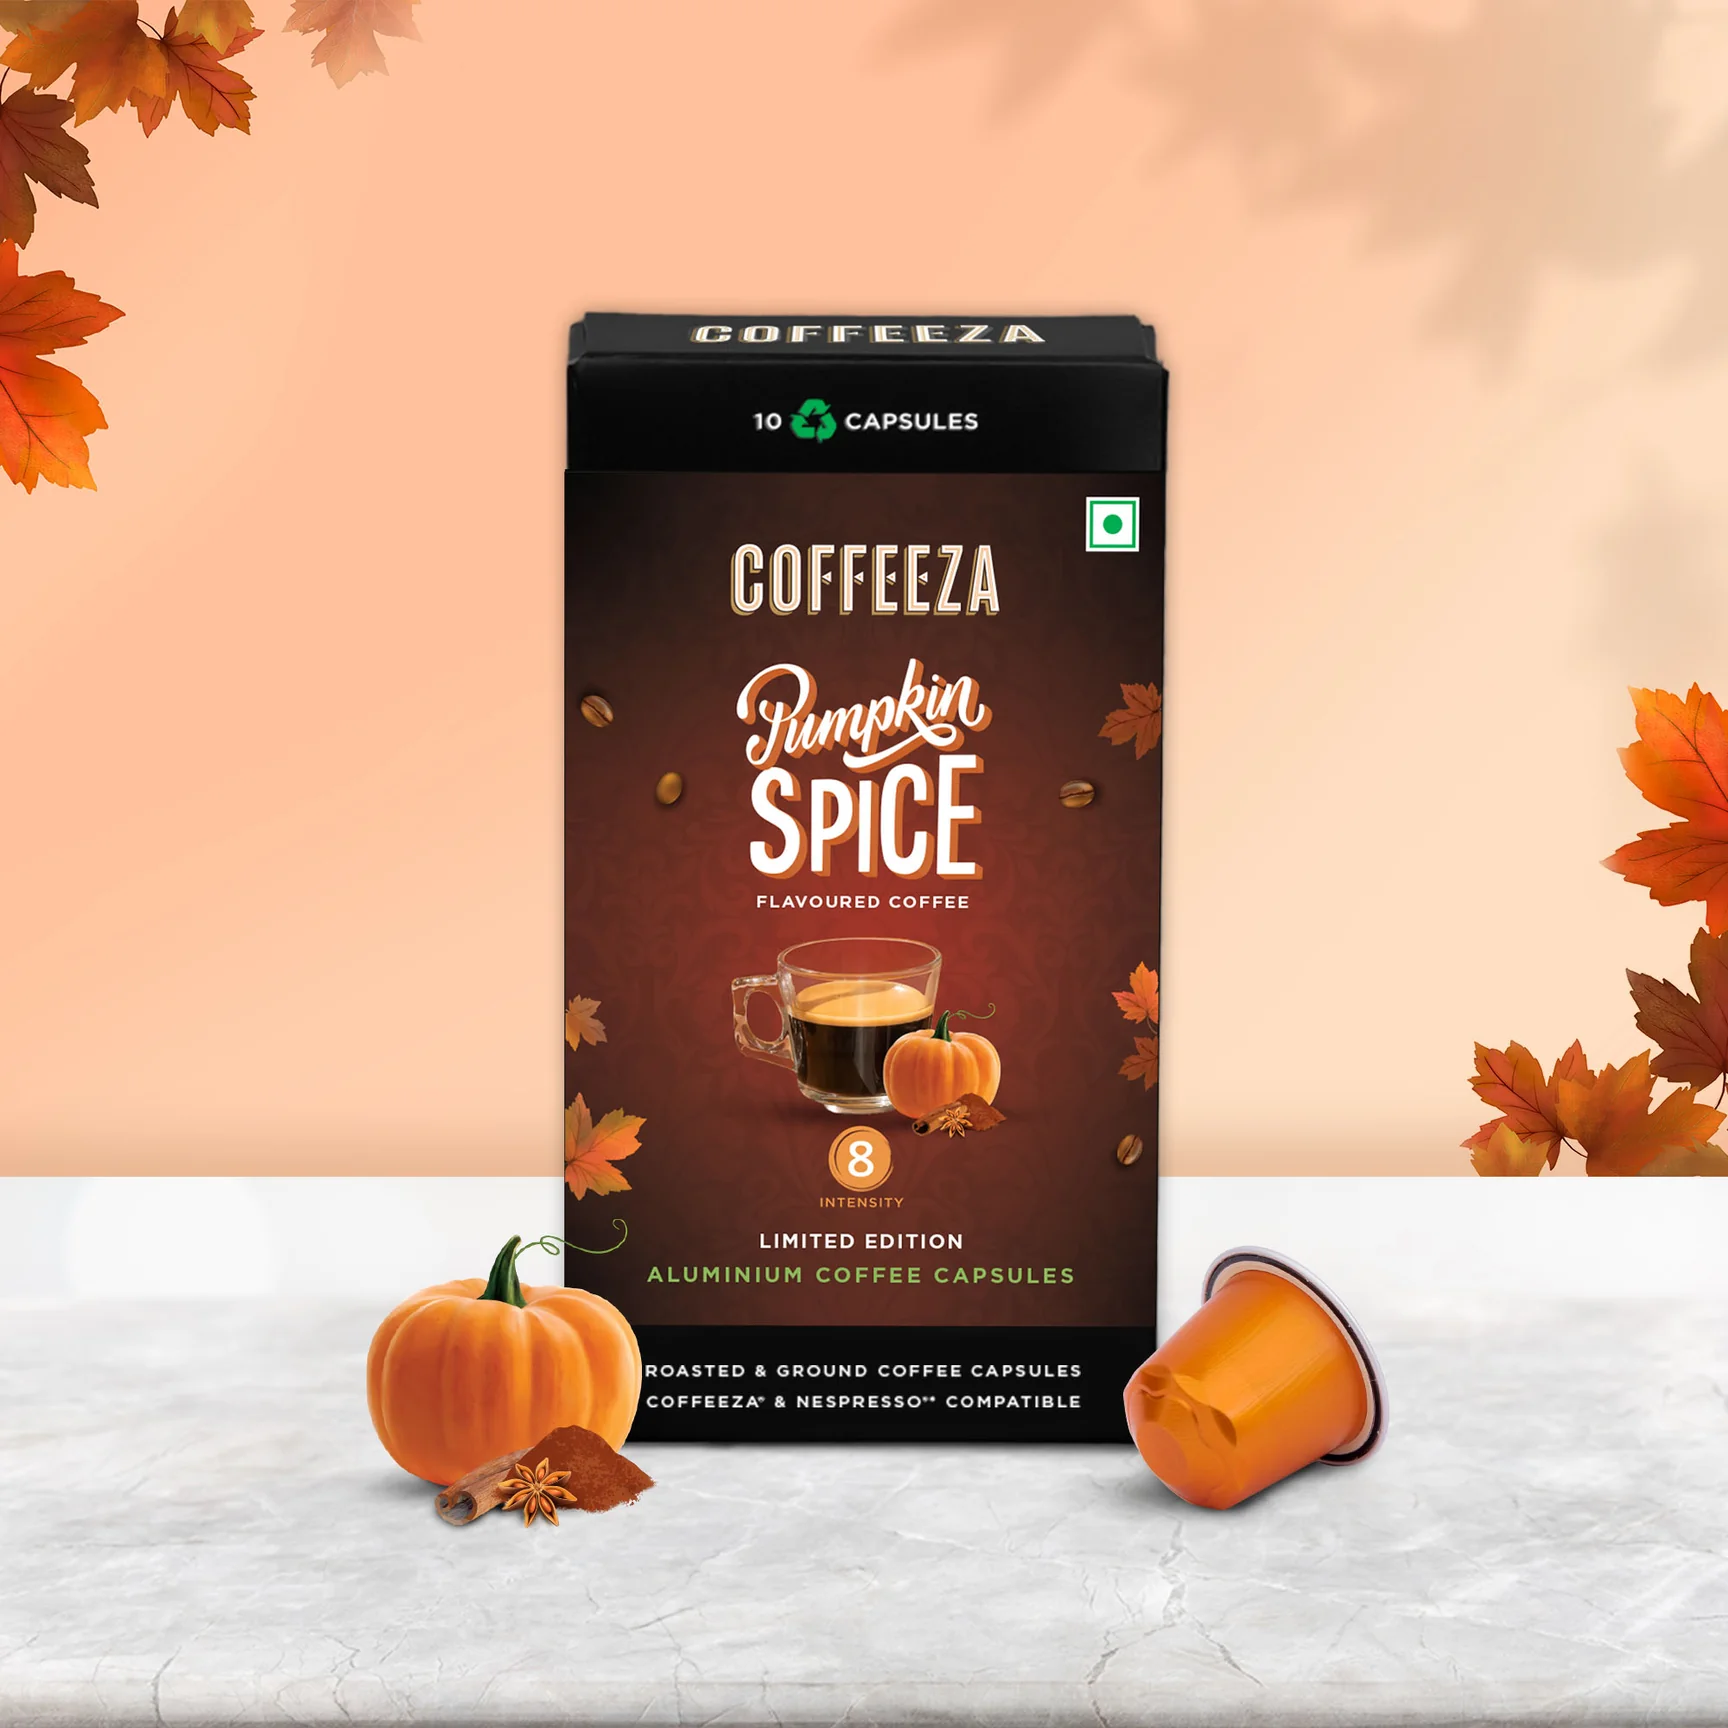 COFFEEZA
10 CAPSULES
COFFEEZA
Pumpkin
SPICE
FLAVOURED COFFEE
8
INTENSITY
LIMITED EDITION
ALUMINIUM COFFEE CAPSULES
ROASTED & GROUND COFFEE CAPSULES
COFFEEZA* & NESPRESSO** COMPATIBLE